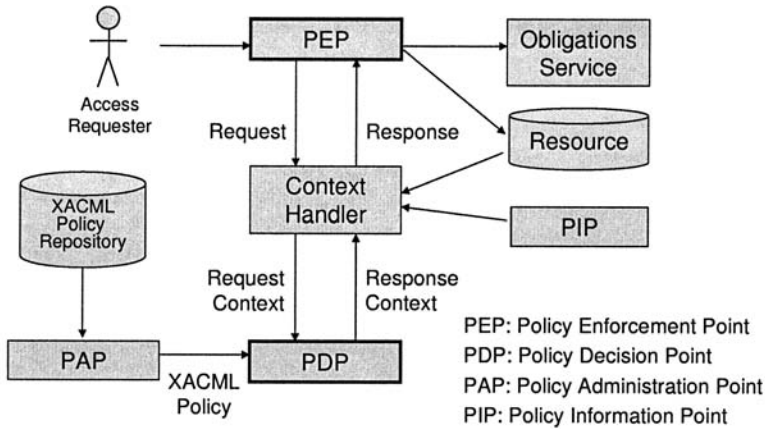 PEP
Obligations
Service
Access
Requester
Request
Response
Resource
XACML
Policy
Repository
Context
Handler
PIP
Request
Context
Response
Context
PAP
XACML
Policy
PDP
PEP: Policy Enforcement Point
PDP: Policy Decision Point
PAP: Policy Administration Point
PIP: Policy Information Point